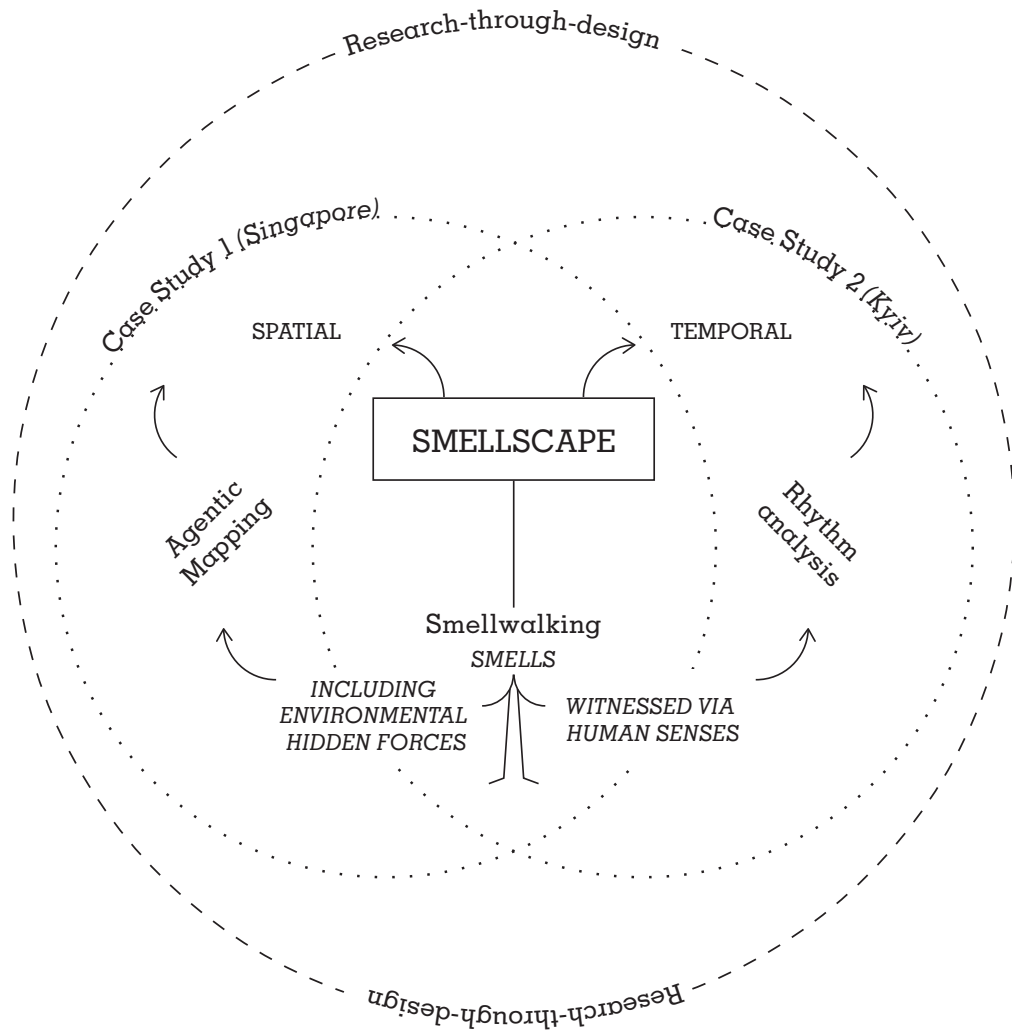 Research-through-design
Case Study 1 (Singapore)
Case Study 2 (Kyiv)
SPATIAL
TEMPORAL
SMELLSCAPE
Agentic
Mapping
Rhythm
analysis
Smellwalking
SMELLS
INCLUDING
ENVIRONMENTAL
HIDDEN FORCES
WITNESSED VIA
HUMAN SENSES
Research-through-design